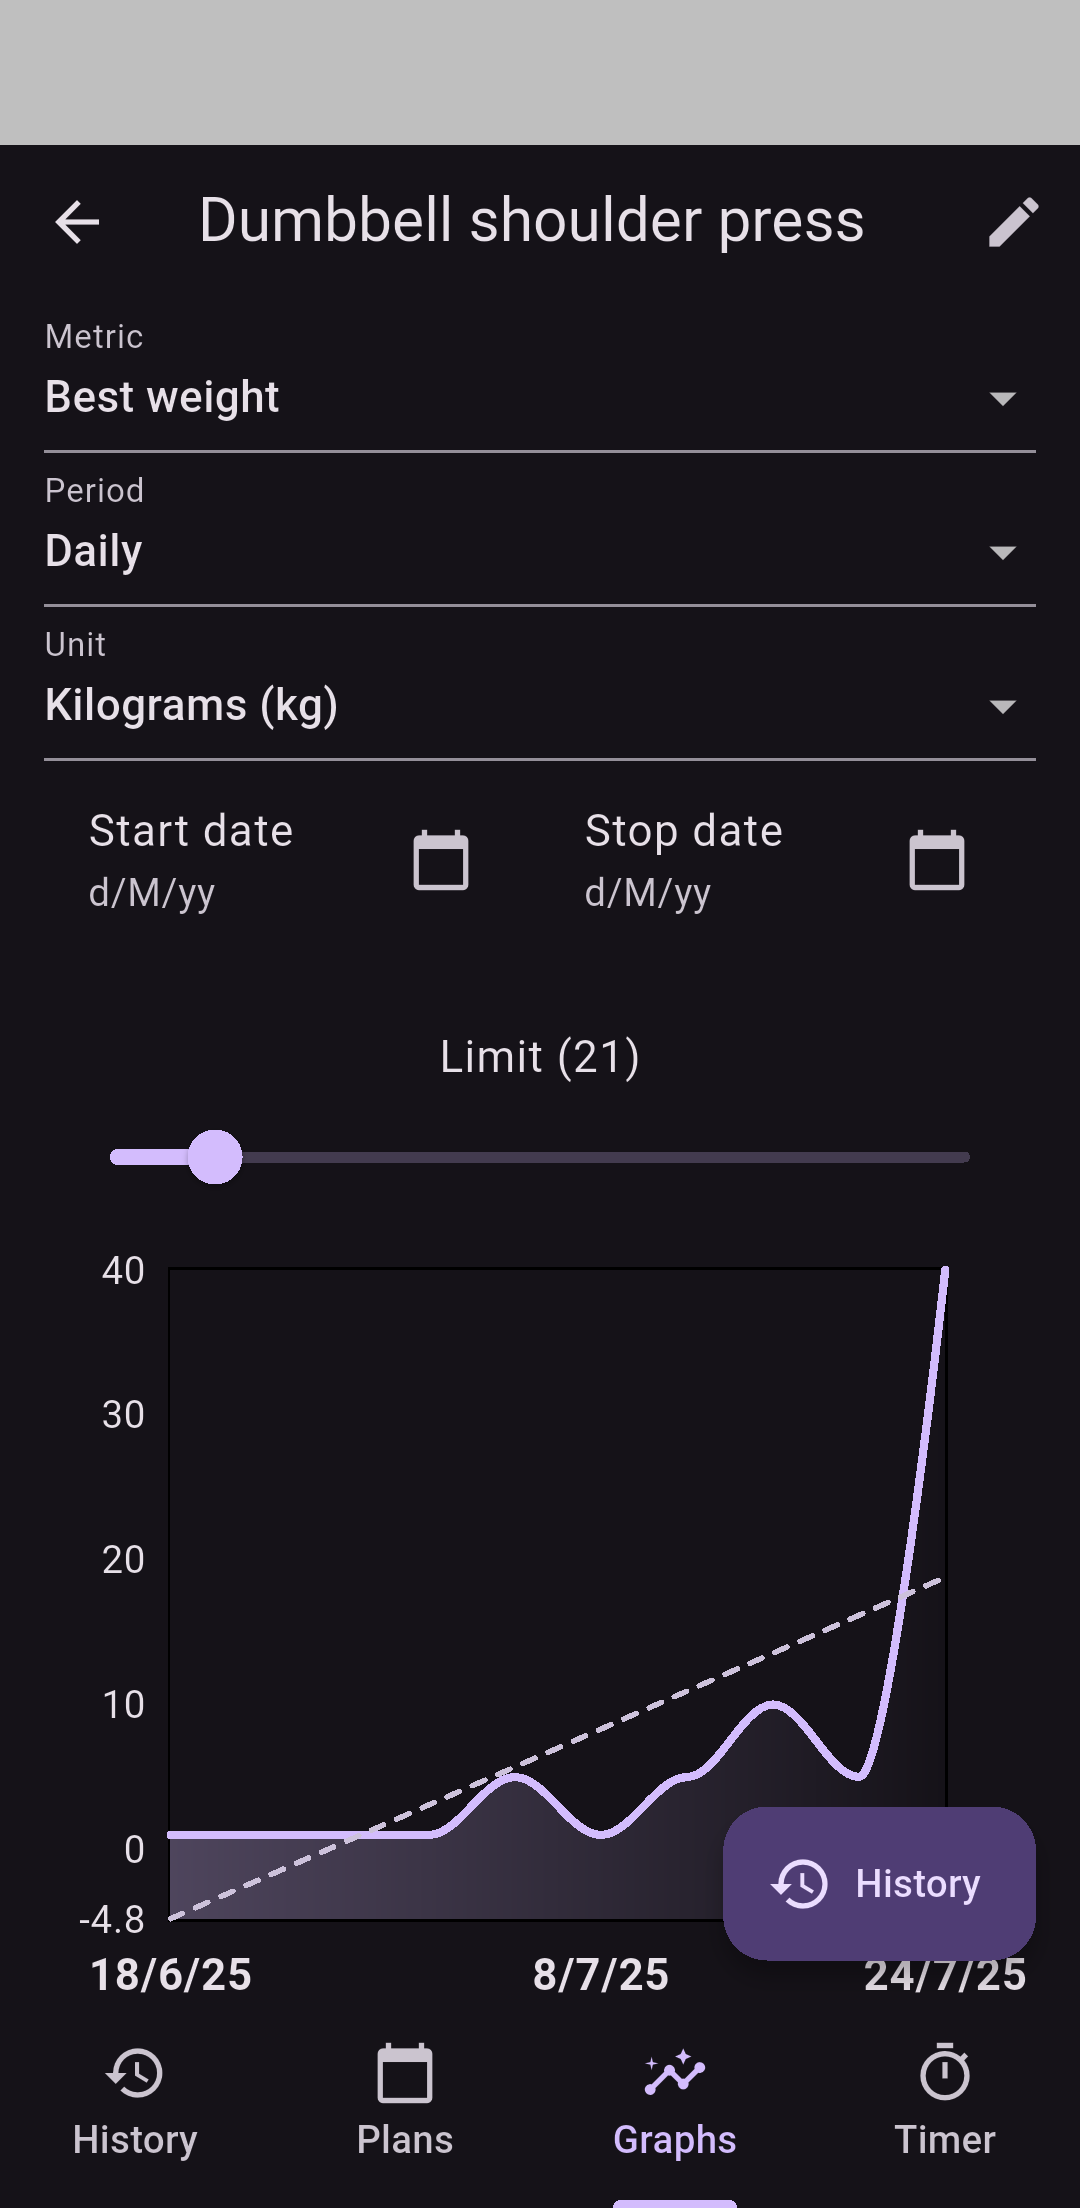 Dumbbell shoulder press
Metric
Best weight
Period
Daily
Unit
Kilograms (kg)
Start date
d/M/yy
Stop date
d/M/yy
Limit (21)
40
30
20
10
0
-4.8
History
18/6/25
8/7/25
24/7/25
History
Plans
Graphs
Timer